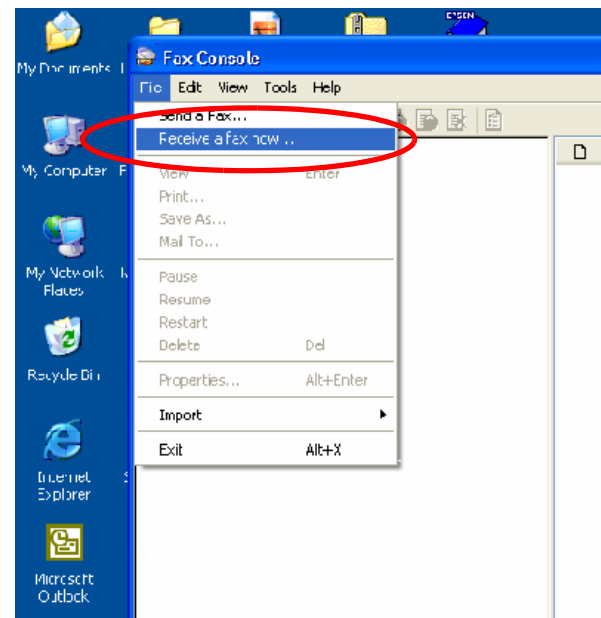 EPSON
My Documents
Fax Console
File Edit View Tools Help
Send a Fax...
Receive a fax now...
My Computer
View Enter
Print...
Save As...
Mail To...
My Network
Places
Pause
Resume
Restart
Delete Del
Recycle Bin
Properties... Alt+Enter
Import
Exit Alt+X
Internet
Explorer
Microsoft
Outlook